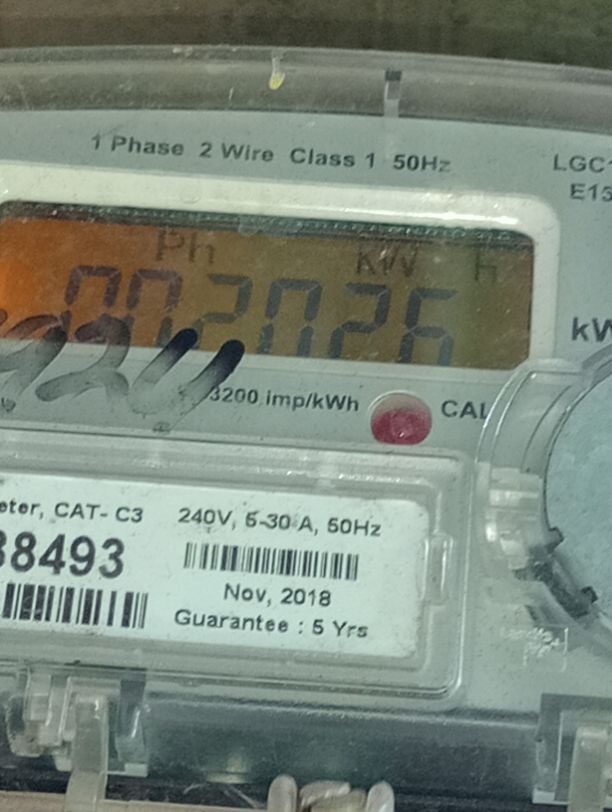 1 Phase 2 Wire Class 1 50Hz
LGC
E13
Ph kW h
002026
kW
3200 imp/kWh
CAL
eter, CAT- C3
240V, 5-30 A, 50Hz
38493
Nov, 2018
Guarantee : 5 Yrs